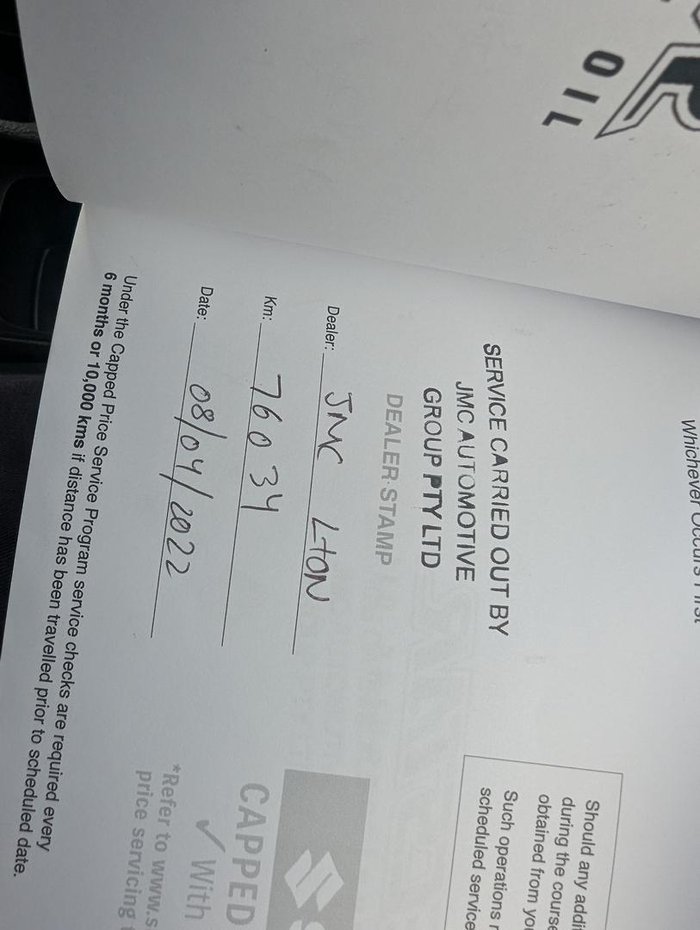 OIL
Whichever Occurs First
SERVICE CARRIED OUT BY
JMC AUTOMOTIVE
GROUP PTY LTD
DEALER STAMP
Dealer: JMC LTON
Km: 76034
Date: 08/04/2022
Under the Capped Price Service Program service checks are required every
6 months or 10,000 kms if distance has been travelled prior to scheduled date.
Should any addi
during the course
obtained from you
Such operations
scheduled service
CAPPED
✓ With
*Refer to www.s
price servicing